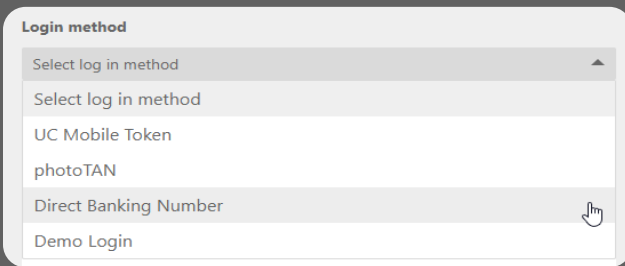 Login method
Select log in method
Select log in method
UC Mobile Token
photoTAN
Direct Banking Number
Demo Login